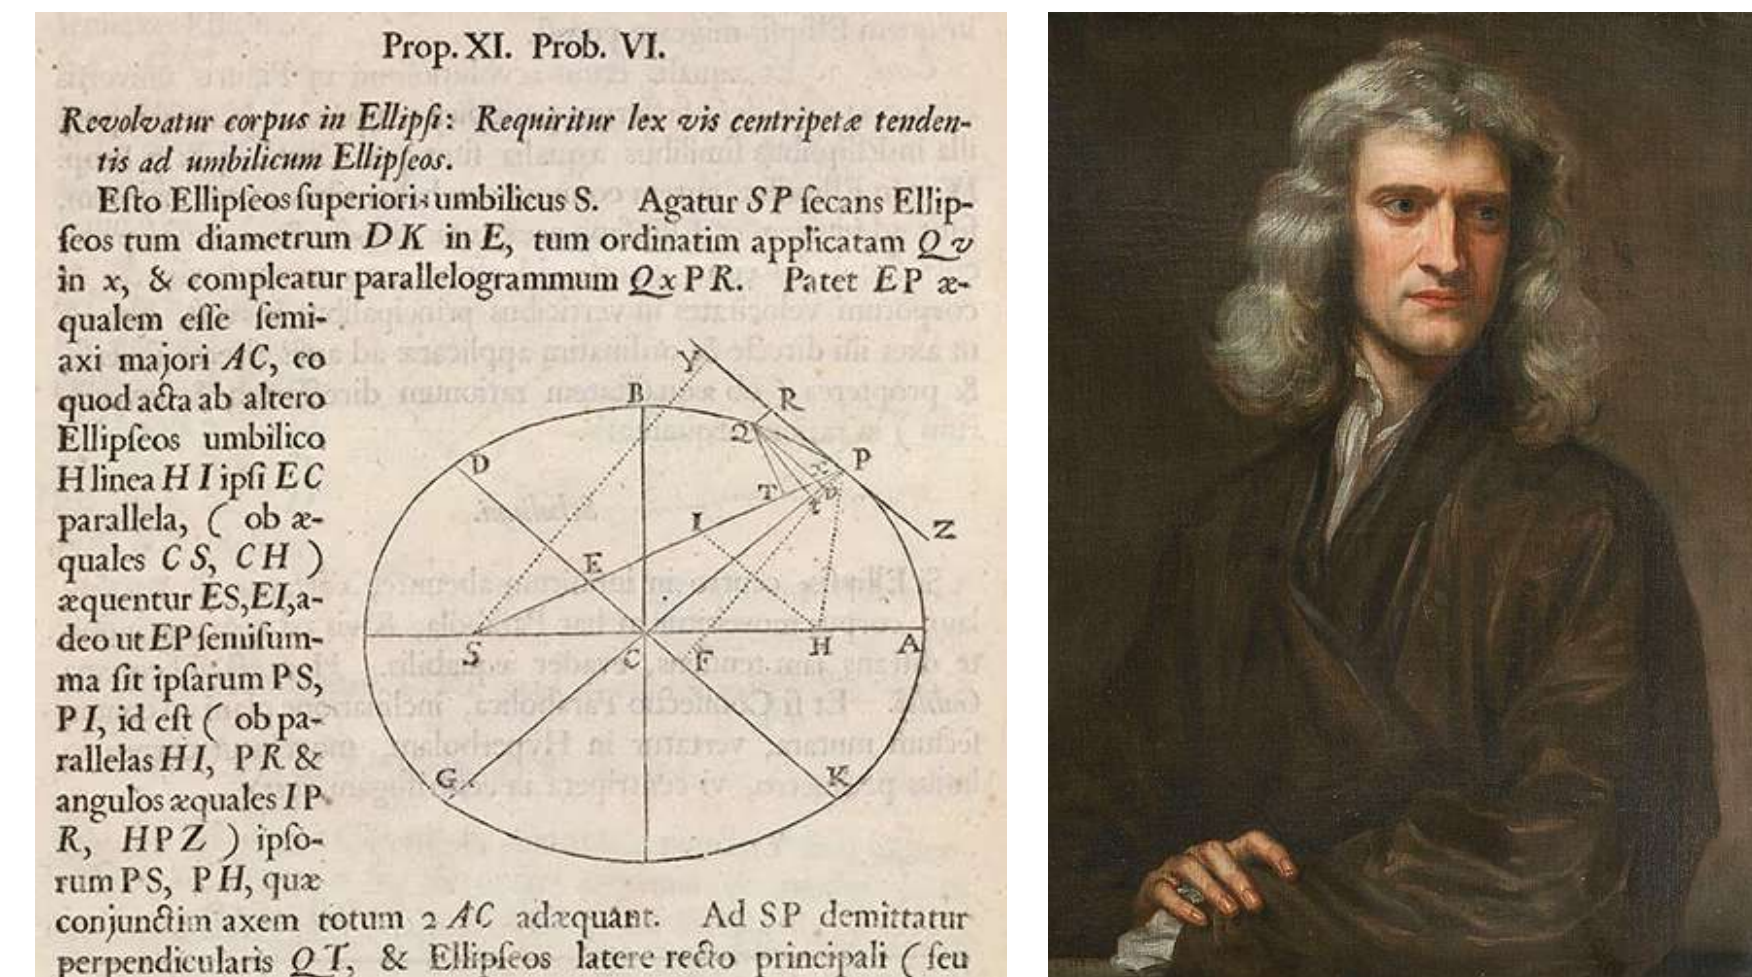 Prop. XI. Prob. VI.
Revolvatur corpus in Ellipſi: Requiritur lex vis centripetæ tenden-
tis ad umbilicum Ellipſeos.
Eſto Ellipſeos ſuperioris umbilicus S. Agatur SP ſecans Ellip-
ſeos tum diametrum DK in E, tum ordinatim applicatam Qv
in x, & compleatur parallelogrammum QxPR. Patet EP æ-
qualem eſſe ſemi-
axi majori AC, eo
quod acta ab altero
Ellipſeos umbilico
H linea HI ipſi EC
parallela, (ob æ-
quales CS, CH)
æquentur ES, EI, a-
deo ut EP ſemiſum-
ma ſit ipſarum PS,
PI, id eſt (ob pa-
rallelas HI, PR &
angulos æquales IP
R, HPZ) ipſo-
rum PS, PH, quæ
conjunctim axem totum 2AC adæquant. Ad SP demittatur
perpendicularis QT, & Ellipſeos latere recto principali (ſeu
Y
B
R
Q
D
P
x
T
v
t
I
Z
E
S
C
F
H
A
G
K